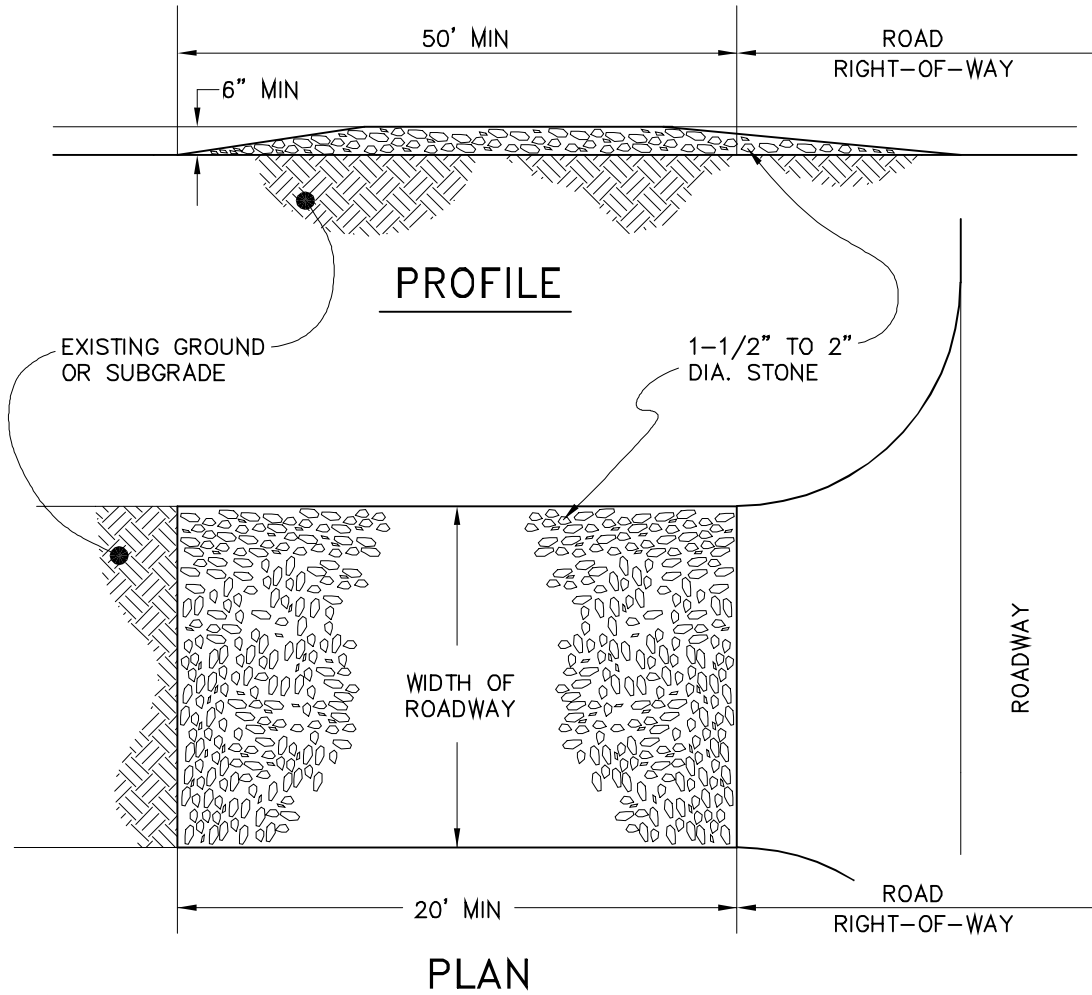 50' MIN
ROAD
RIGHT-OF-WAY
6" MIN
PROFILE
EXISTING GROUND
OR SUBGRADE
1-1/2" TO 2"
DIA. STONE
WIDTH OF
ROADWAY
ROADWAY
20' MIN
ROAD
RIGHT-OF-WAY
PLAN